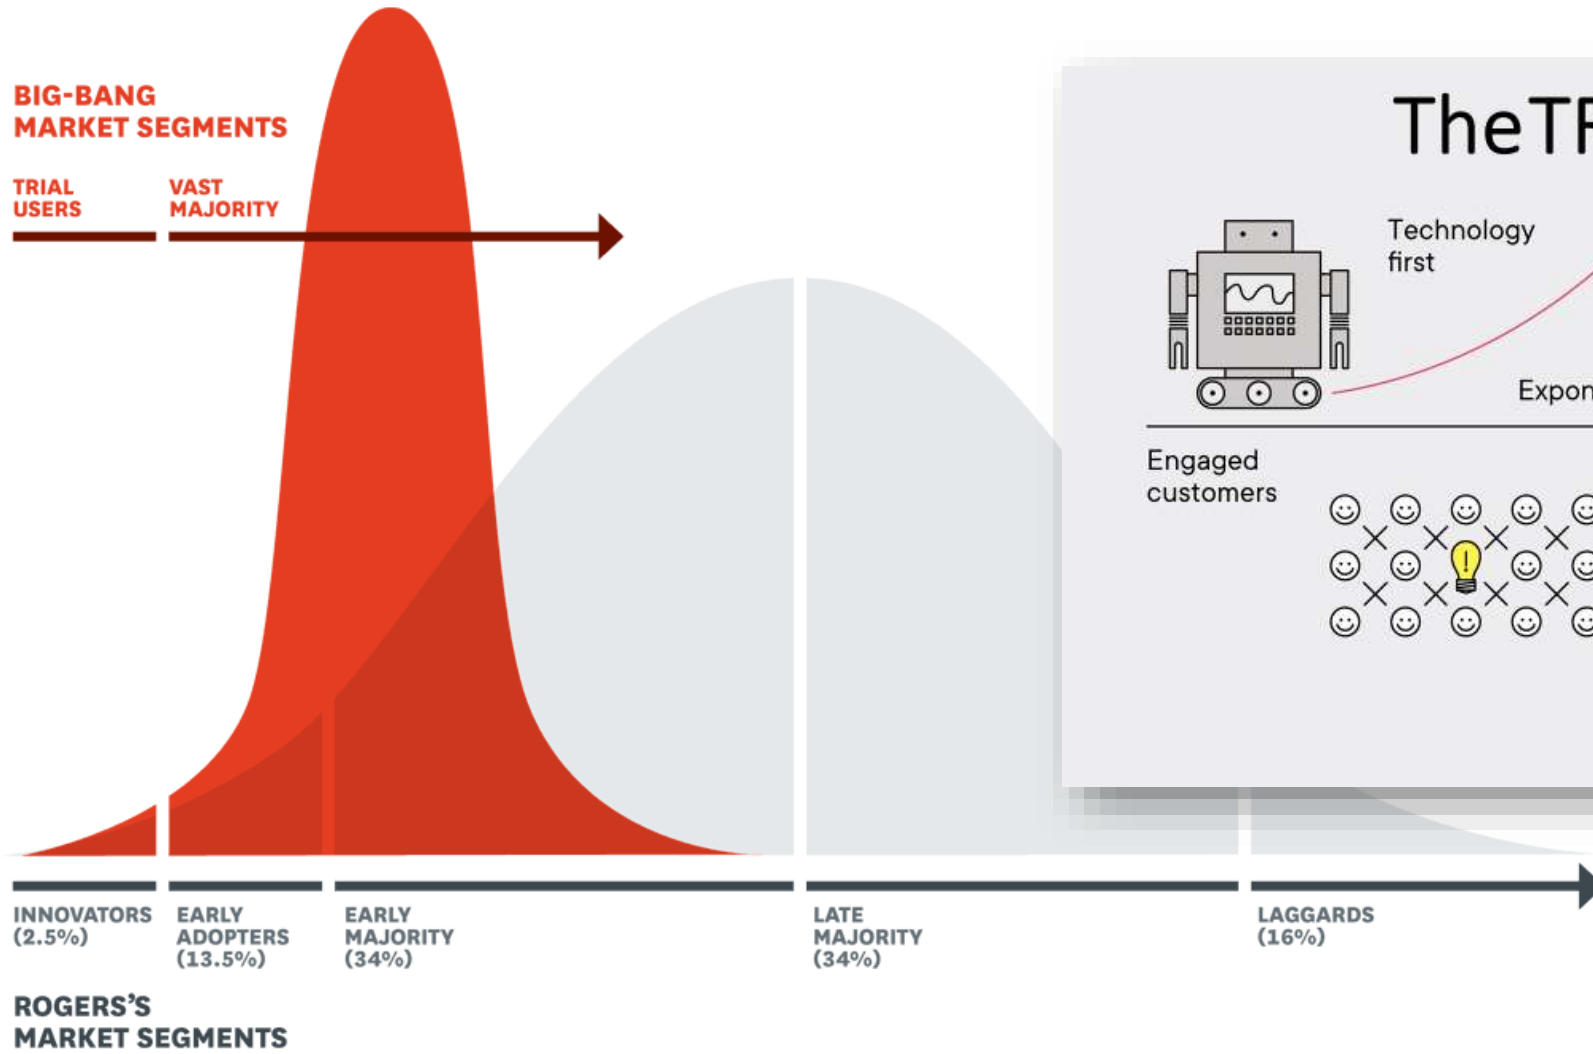 BIG-BANG
MARKET SEGMENTS
TRIAL
USERS
VAST
MAJORITY
The
Technology
first
Engaged
customers
!
INNOVATORS
(2.5%)
EARLY
ADOPTERS
(13.5%)
EARLY
MAJORITY
(34%)
LATE
MAJORITY
(34%)
LAGGARDS
(16%)
ROGERS’S
MARKET SEGMENTS